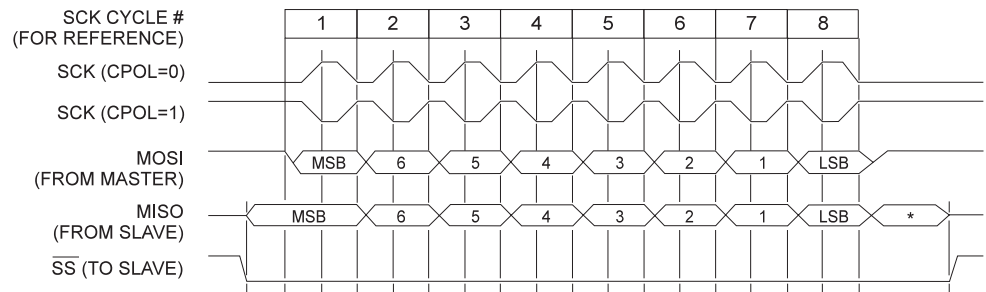 SCK CYCLE #
(FOR REFERENCE)
1 2 3 4 5 6 7 8
SCK (CPOL=0)
SCK (CPOL=1)
MOSI
(FROM MASTER)
MSB 6 5 4 3 2 1 LSB
MISO
(FROM SLAVE)
MSB 6 5 4 3 2 1 LSB *
SS (TO SLAVE)